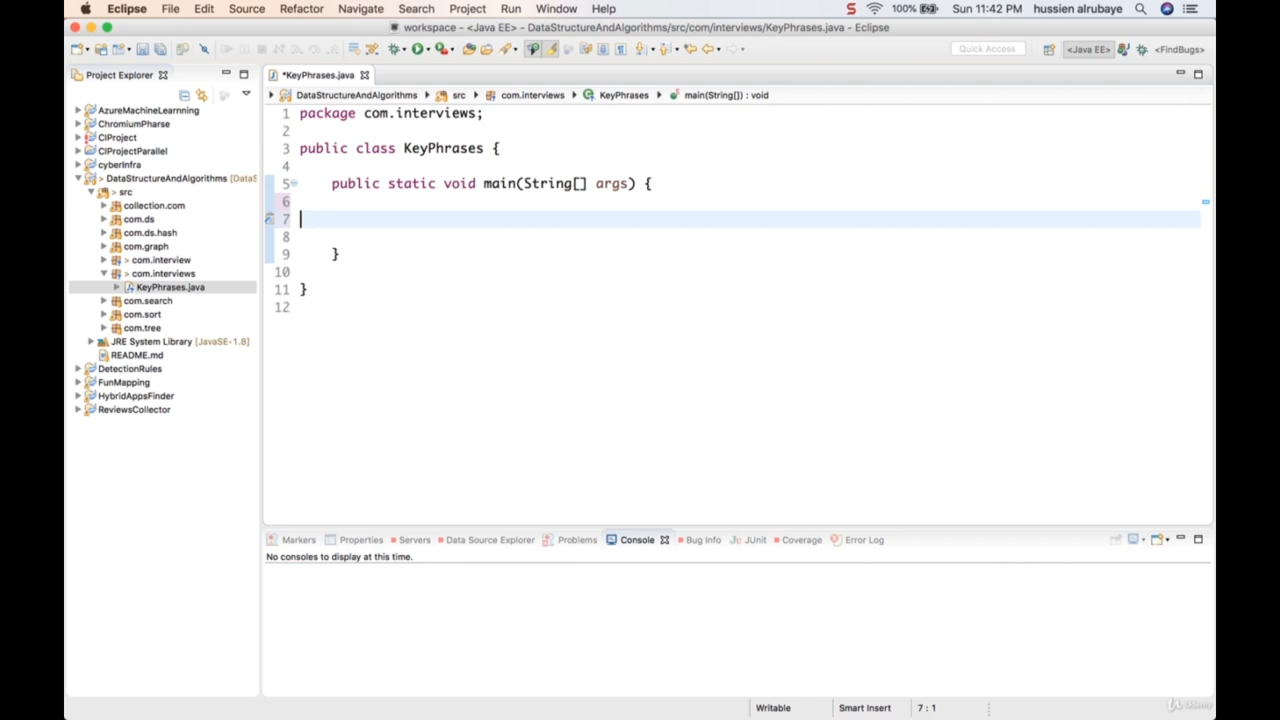 Eclipse File Edit Source Refactor Navigate Search Project Run Window Help S 100% Sun 11:42 PM hussien alrubaye
workspace - <Java EE> - DataStructureAndAlgorithms/src/com/interviews/KeyPhrases.java - Eclipse
Quick Access <Java EE> <FindBugs>
Project Explorer
*KeyPhrases.java
DataStructureAndAlgorithms src com.interviews KeyPhrases main(String[]) : void
AzureMachineLearnning
ChromiumPharse
CIProject
CIProjectParallel
cyberInfra
> DataStructureAndAlgorithms [DataS
> src
collection.com
com.ds
com.ds.hash
com.graph
> com.interview
> com.interviews
KeyPhrases.java
com.search
com.sort
com.tree
JRE System Library [JavaSE-1.8]
README.md
DetectionRules
FunMapping
HybridAppsFinder
ReviewsCollector
1 package com.interviews;
2
3 public class KeyPhrases {
4
5 public static void main(String[] args) {
6
7
8
9 }
10
11 }
12
Markers Properties Servers Data Source Explorer Problems Console Bug Info JUnit Coverage Error Log
No consoles to display at this time.
Writable Smart Insert 7 : 1
Udemy